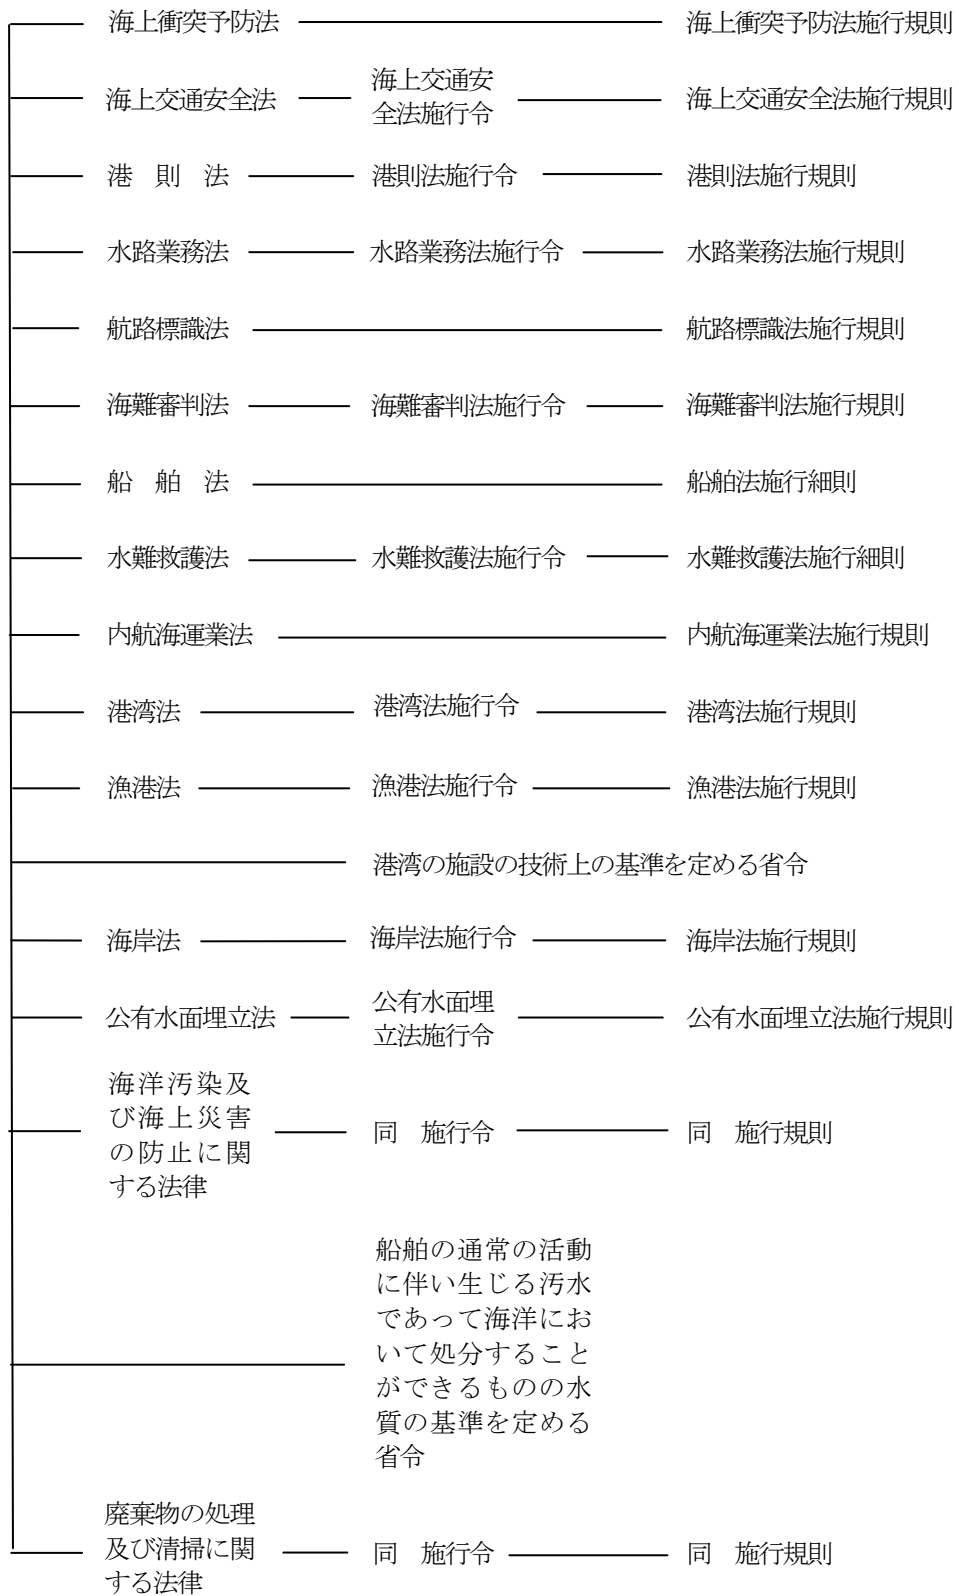 海上衝突予防法 海上衝突予防法施行規則
海上交通安全法 海上交通安
全法施行令 海上交通安全法施行規則
港 則 法 港則法施行令 港則法施行規則
水路業務法 水路業務法施行令 水路業務法施行規則
航路標識法 航路標識法施行規則
海難審判法 海難審判法施行令 海難審判法施行規則
船 舶 法 船舶法施行細則
水難救護法 水難救護法施行令 水難救護法施行細則
内航海運業法 内航海運業法施行規則
港湾法 港湾法施行令 港湾法施行規則
漁港法 漁港法施行令 漁港法施行規則
港湾の施設の技術上の基準を定める省令
海岸法 海岸法施行令 海岸法施行規則
公有水面埋立法 公有水面埋
立法施行令 公有水面埋立法施行規則
海洋汚染及
び海上災害
の防止に関
する法律
同 施行令 同 施行規則
船舶の通常の活動
に伴い生じる汚水
であって海洋にお
いて処分すること
ができるものの水
質の基準を定める
省令
廃棄物の処理
及び清掃に関
する法律
同 施行令 同 施行規則